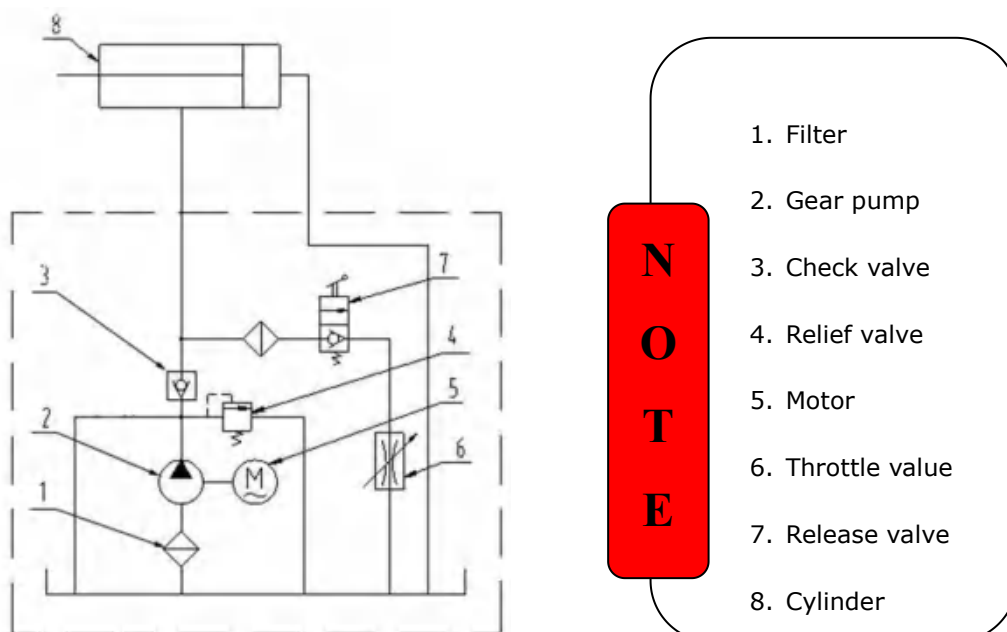 8
3
7
4
5
2
M
6
1
N
O
T
E
1. Filter
2. Gear pump
3. Check valve
4. Relief valve
5. Motor
6. Throttle value
7. Release valve
8. Cylinder